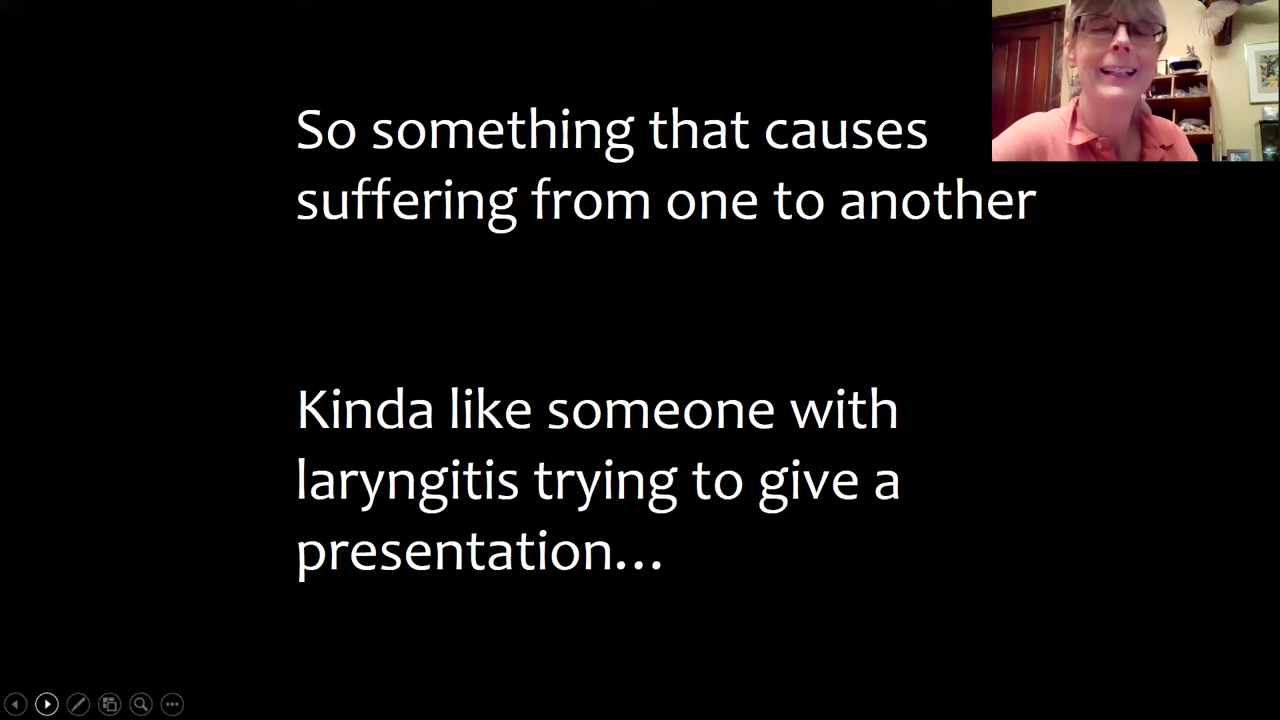 So something that causes
suffering from one to another
Kinda like someone with
laryngitis trying to give a
presentation...